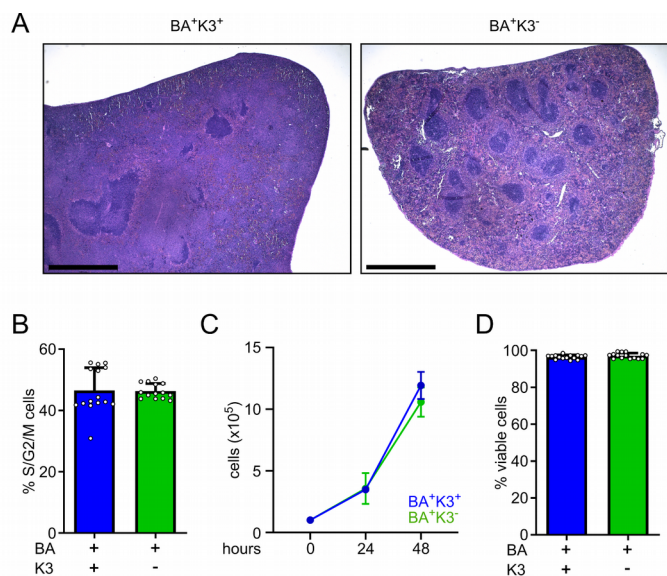 A
BA⁺K3⁺
BA⁺K3⁻
B
% S/G2/M cells
60
40
20
0
BA + +
K3 + -
C
cells (x10⁵)
15
10
5
0
BA⁺K3⁺
BA⁺K3⁻
hours 0 24 48
D
% viable cells
100
80
60
40
20
0
BA + +
K3 + -